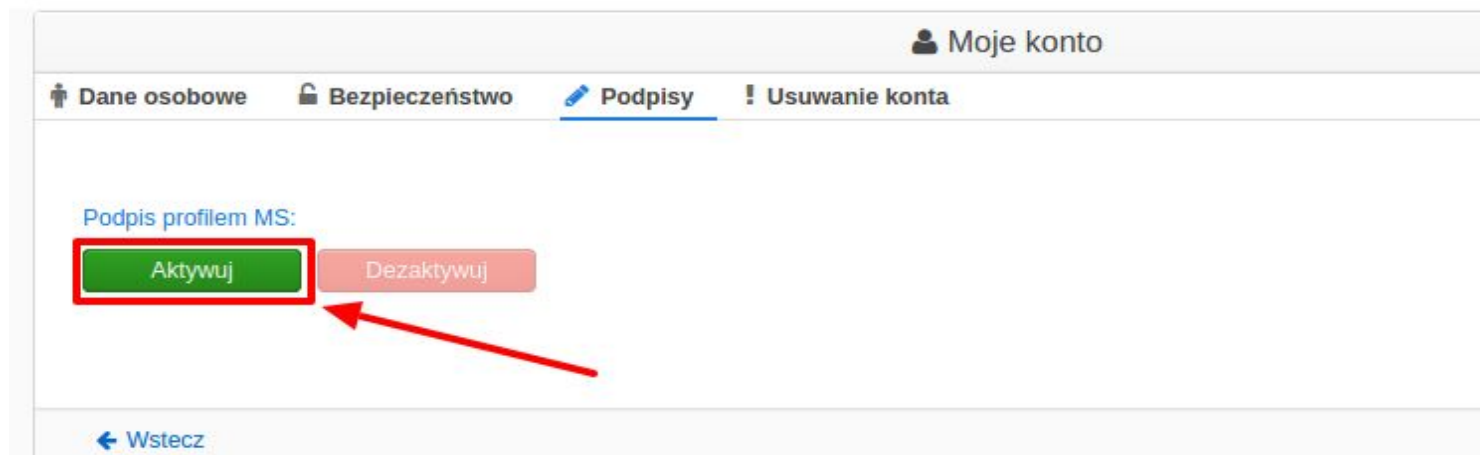 Moje konto
Dane osobowe Bezpieczeństwo Podpisy Usuwanie konta
Podpis profilem MS:
Aktywuj Dezaktywuj
Wstecz